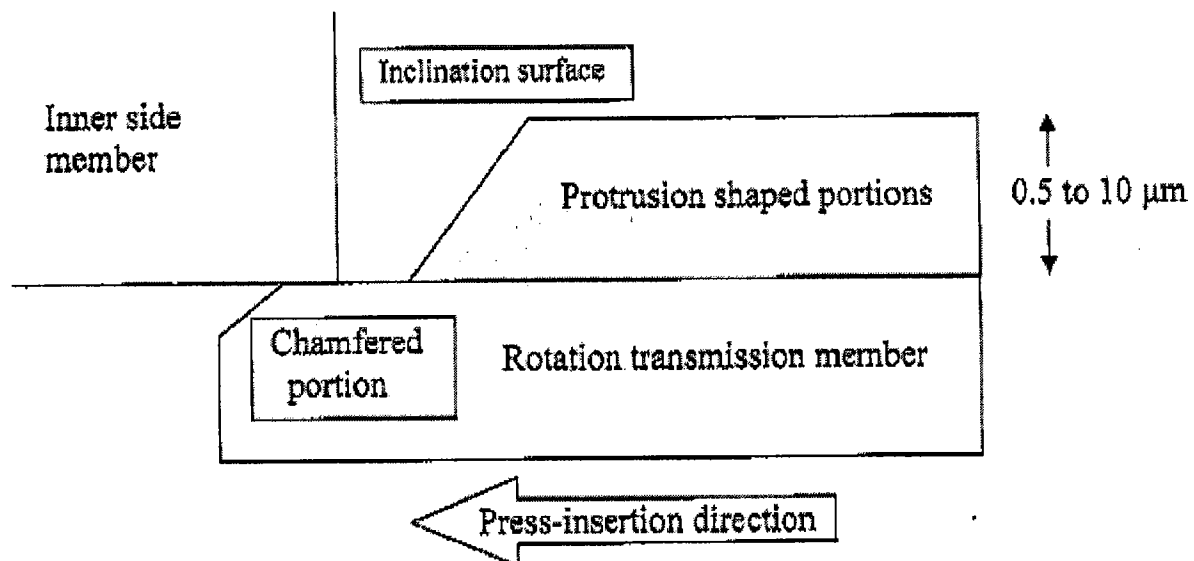 Inclination surface
Inner side
member
Protrusion shaped portions
0.5 to 10 μm
Chamfered
portion
Rotation transmission member
Press-insertion direction